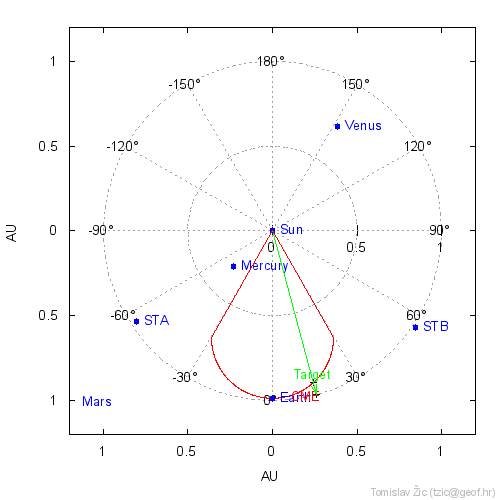 1
180°
-150°
150°
Venus
0.5
-120°
120°
AU
0
-90°
Sun
0
0.5
90°
1
Mercury
0.5
-60°
STA
60°
STB
Target
-30°
30°
1
Mars
0°
Earth
CME
1
0.5
0
0.5
1
AU
Tomislav Žic (tzic@geof.hr)